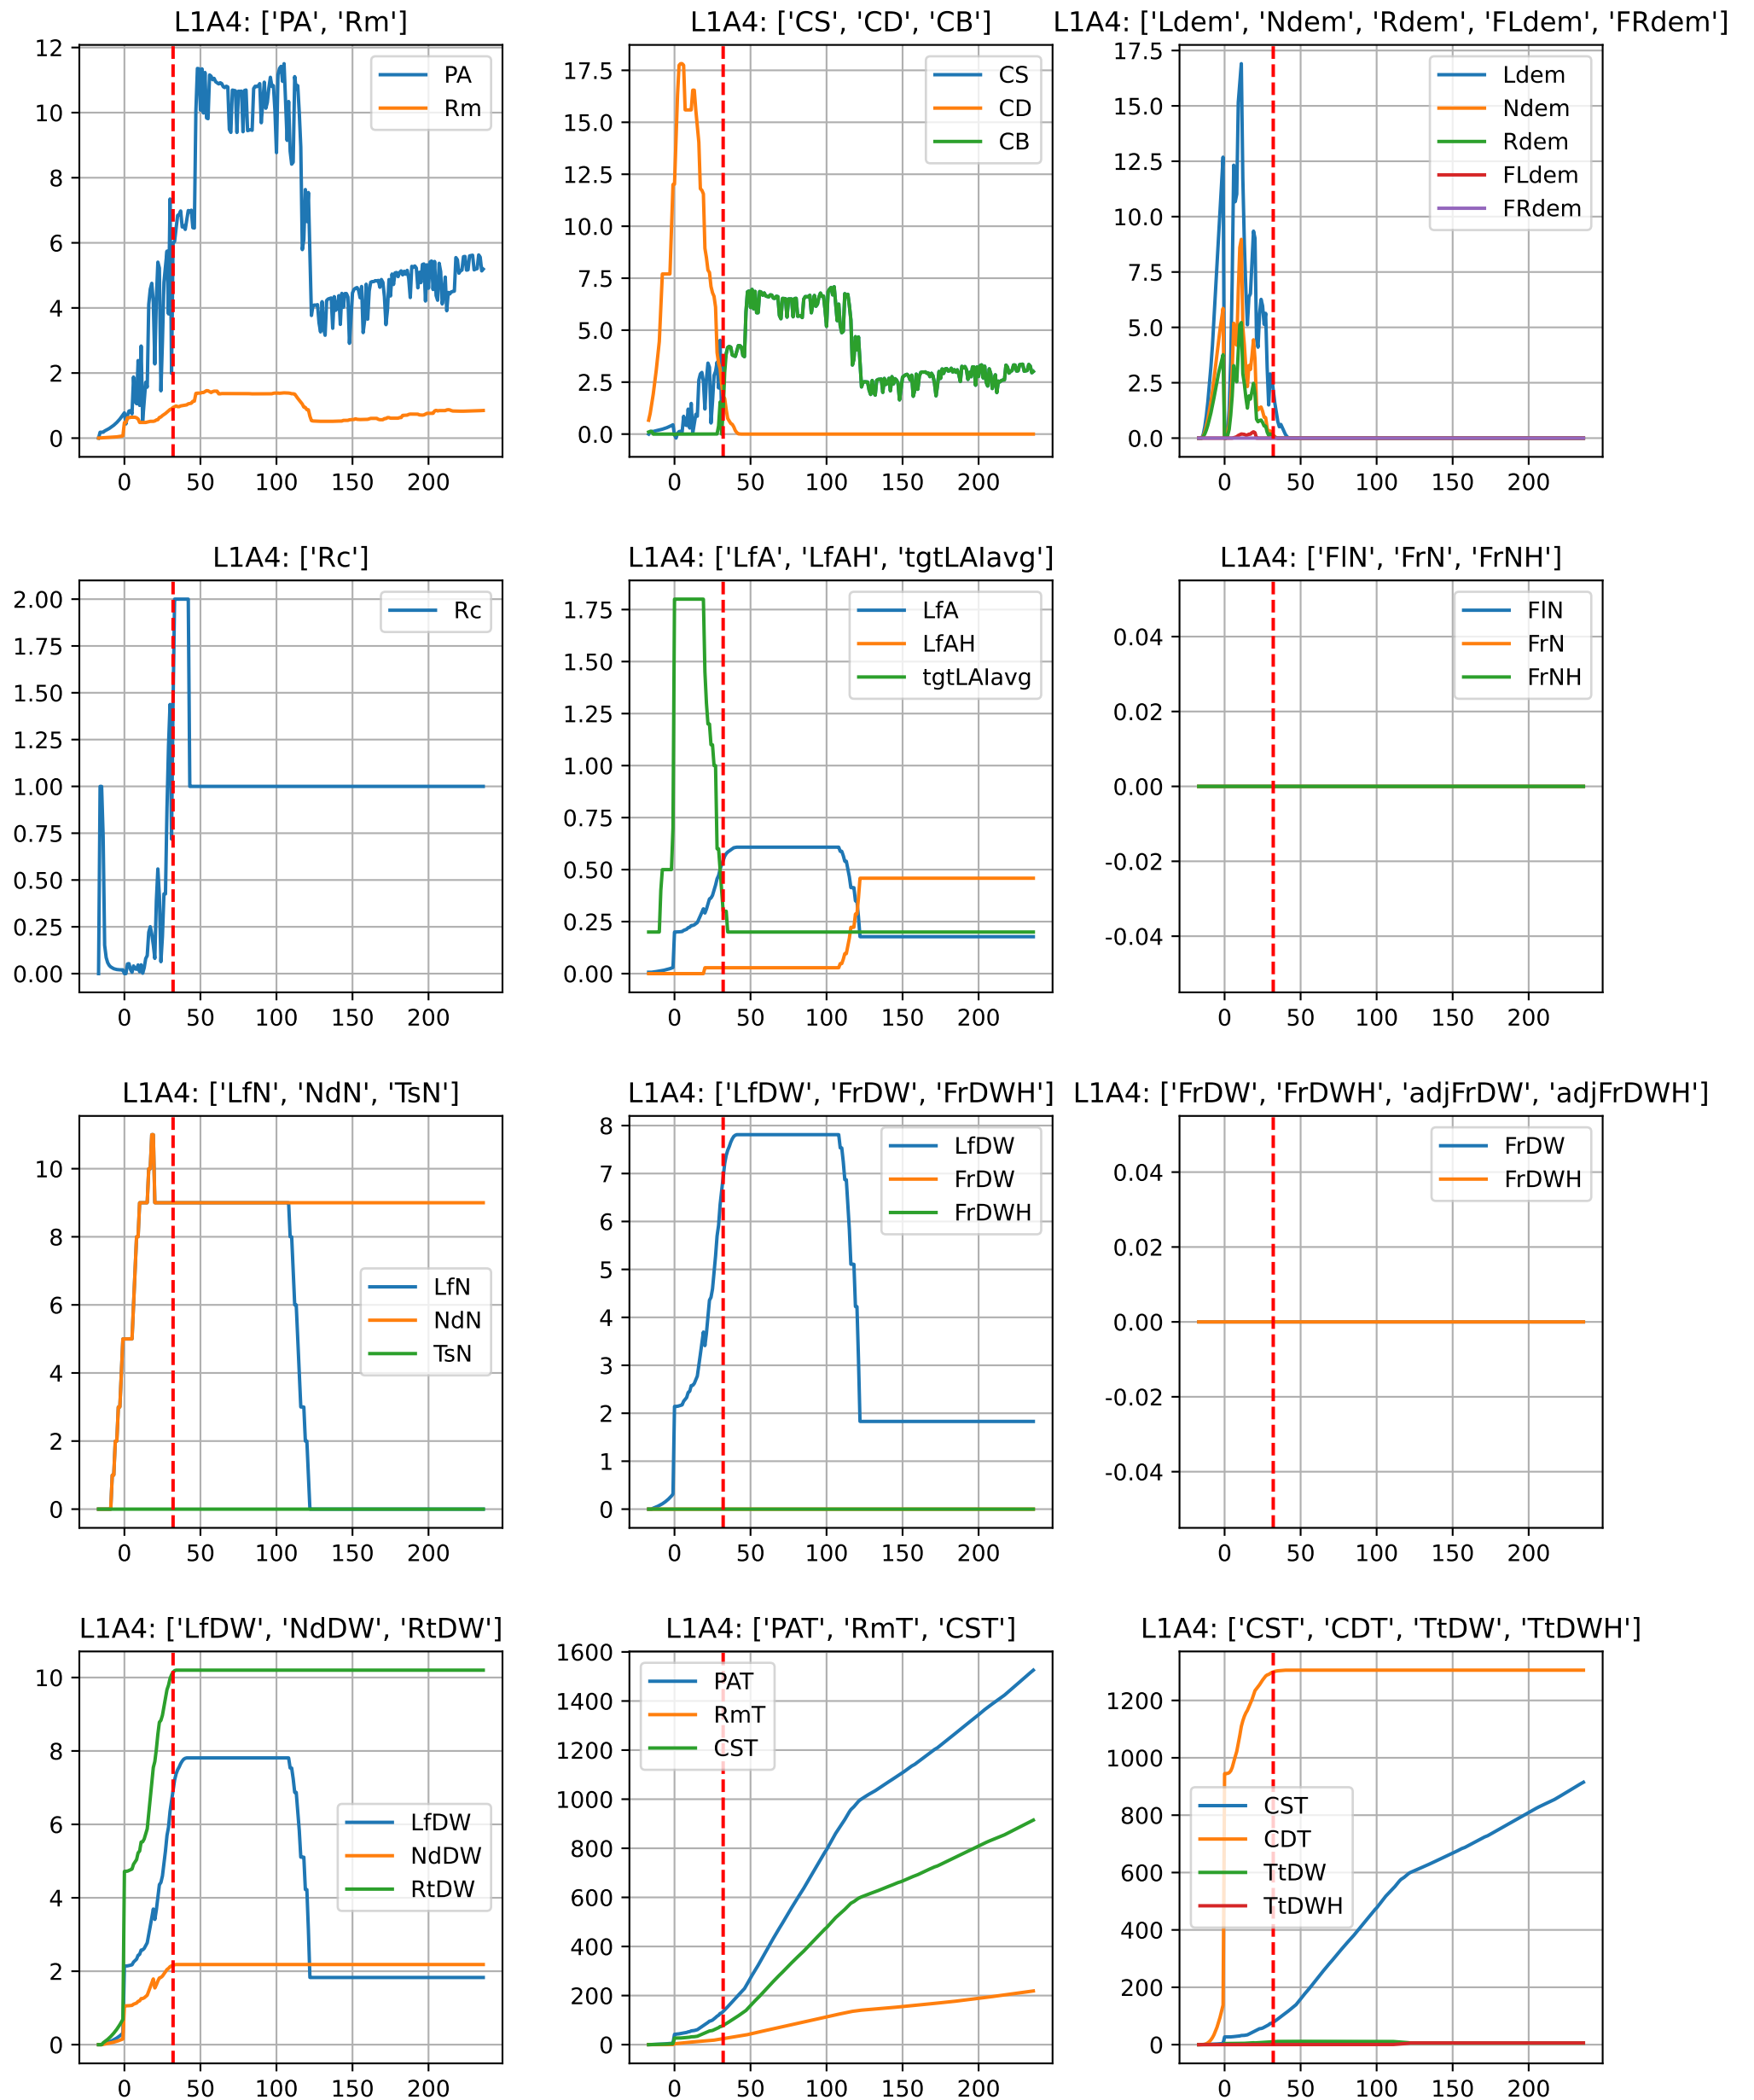 L1A4: ['PA', 'Rm']
12
10
8
6
4
2
0
0 50 100 150 200
PA
Rm
L1A4: ['CS', 'CD', 'CB']
17.5
15.0
12.5
10.0
7.5
5.0
2.5
0.0
0 50 100 150 200
CS
CD
CB
L1A4: ['Ldem', 'Ndem', 'Rdem', 'FLdem', 'FRdem']
17.5
15.0
12.5
10.0
7.5
5.0
2.5
0.0
0 50 100 150 200
Ldem
Ndem
Rdem
FLdem
FRdem
L1A4: ['Rc']
2.00
1.75
1.50
1.25
1.00
0.75
0.50
0.25
0.00
0 50 100 150 200
Rc
L1A4: ['LfA', 'LfAH', 'tgtLAIavg']
1.75
1.50
1.25
1.00
0.75
0.50
0.25
0.00
0 50 100 150 200
LfA
LfAH
tgtLAIavg
L1A4: ['FlN', 'FrN', 'FrNH']
0.04
0.02
0.00
-0.02
-0.04
0 50 100 150 200
FlN
FrN
FrNH
L1A4: ['LfN', 'NdN', 'TsN']
10
8
6
4
2
0
0 50 100 150 200
LfN
NdN
TsN
L1A4: ['LfDW', 'FrDW', 'FrDWH']
8
7
6
5
4
3
2
1
0
0 50 100 150 200
LfDW
FrDW
FrDWH
L1A4: ['FrDW', 'FrDWH', 'adjFrDW', 'adjFrDWH']
0.04
0.02
0.00
-0.02
-0.04
0 50 100 150 200
FrDW
FrDWH
L1A4: ['LfDW', 'NdDW', 'RtDW']
10
8
6
4
2
0
0 50 100 150 200
LfDW
NdDW
RtDW
L1A4: ['PAT', 'RmT', 'CST']
1600
1400
1200
1000
800
600
400
200
0
0 50 100 150 200
PAT
RmT
CST
L1A4: ['CST', 'CDT', 'TtDW', 'TtDWH']
1200
1000
800
600
400
200
0
0 50 100 150 200
CST
CDT
TtDW
TtDWH